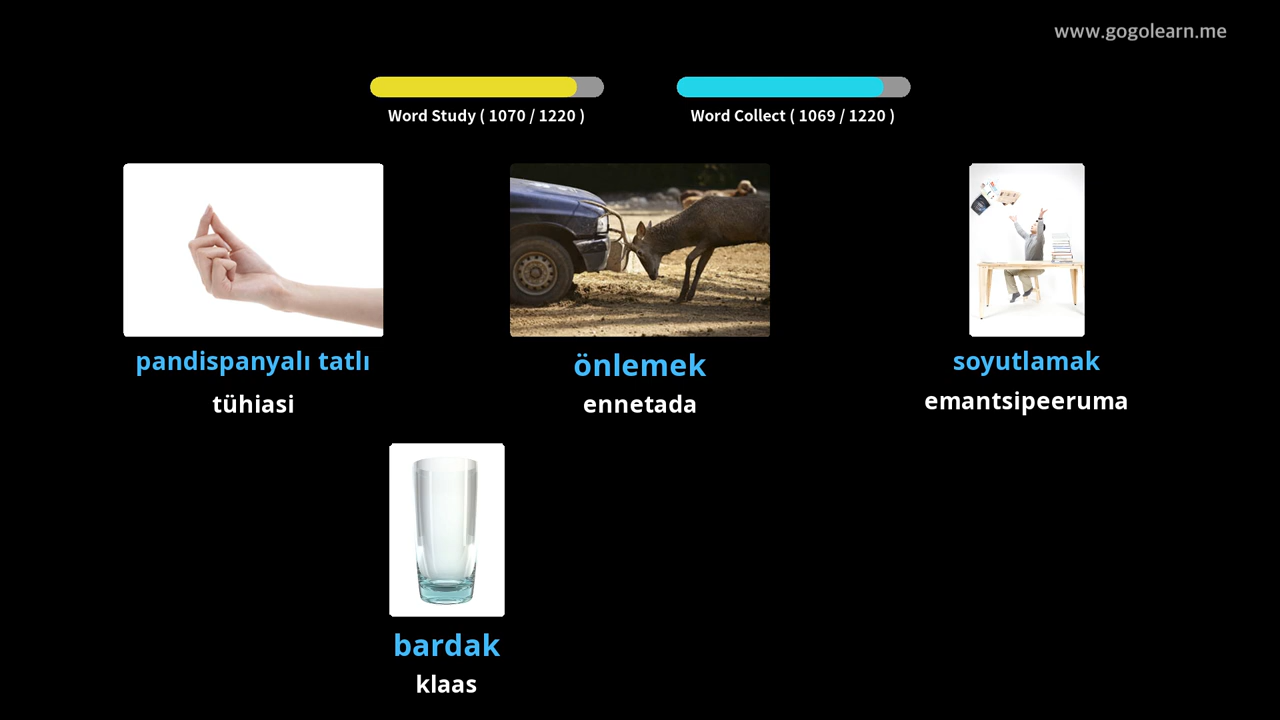 www.gogolearn.me
Word Study ( 1070 / 1220 )
Word Collect ( 1069 / 1220 )
pandispanyalı tatlı
tühiasi
önlemek
ennetada
soyutlamak
emantsipeeruma
bardak
klaas